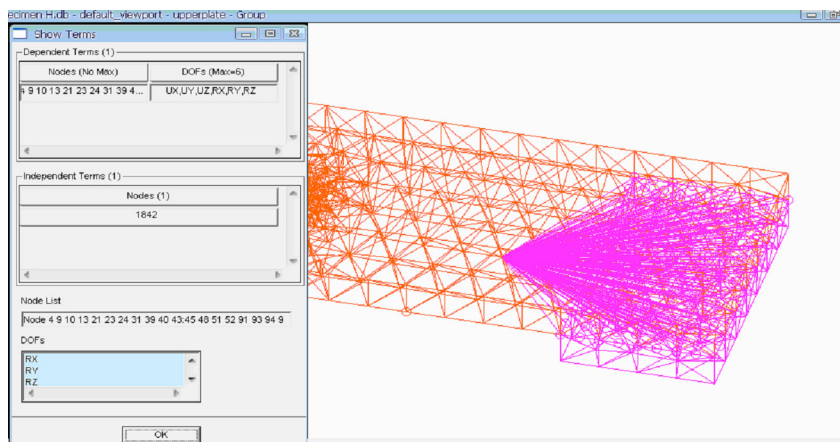 ecimen H.db - default_viewport - upperplate - Group
Show Terms
Dependent Terms (1)
Nodes (No Max) DOFs (Max=6)
4 9 10 13 21 23 24 31 39 4... UX,UY,UZ,RX,RY,RZ
Independent Terms (1)
Nodes (1)
1842
Node List
Node 4 9 10 13 21 23 24 31 39 40 43:45 48 51 52 91 93 94 9
DOFs
RX
RY
RZ
OK